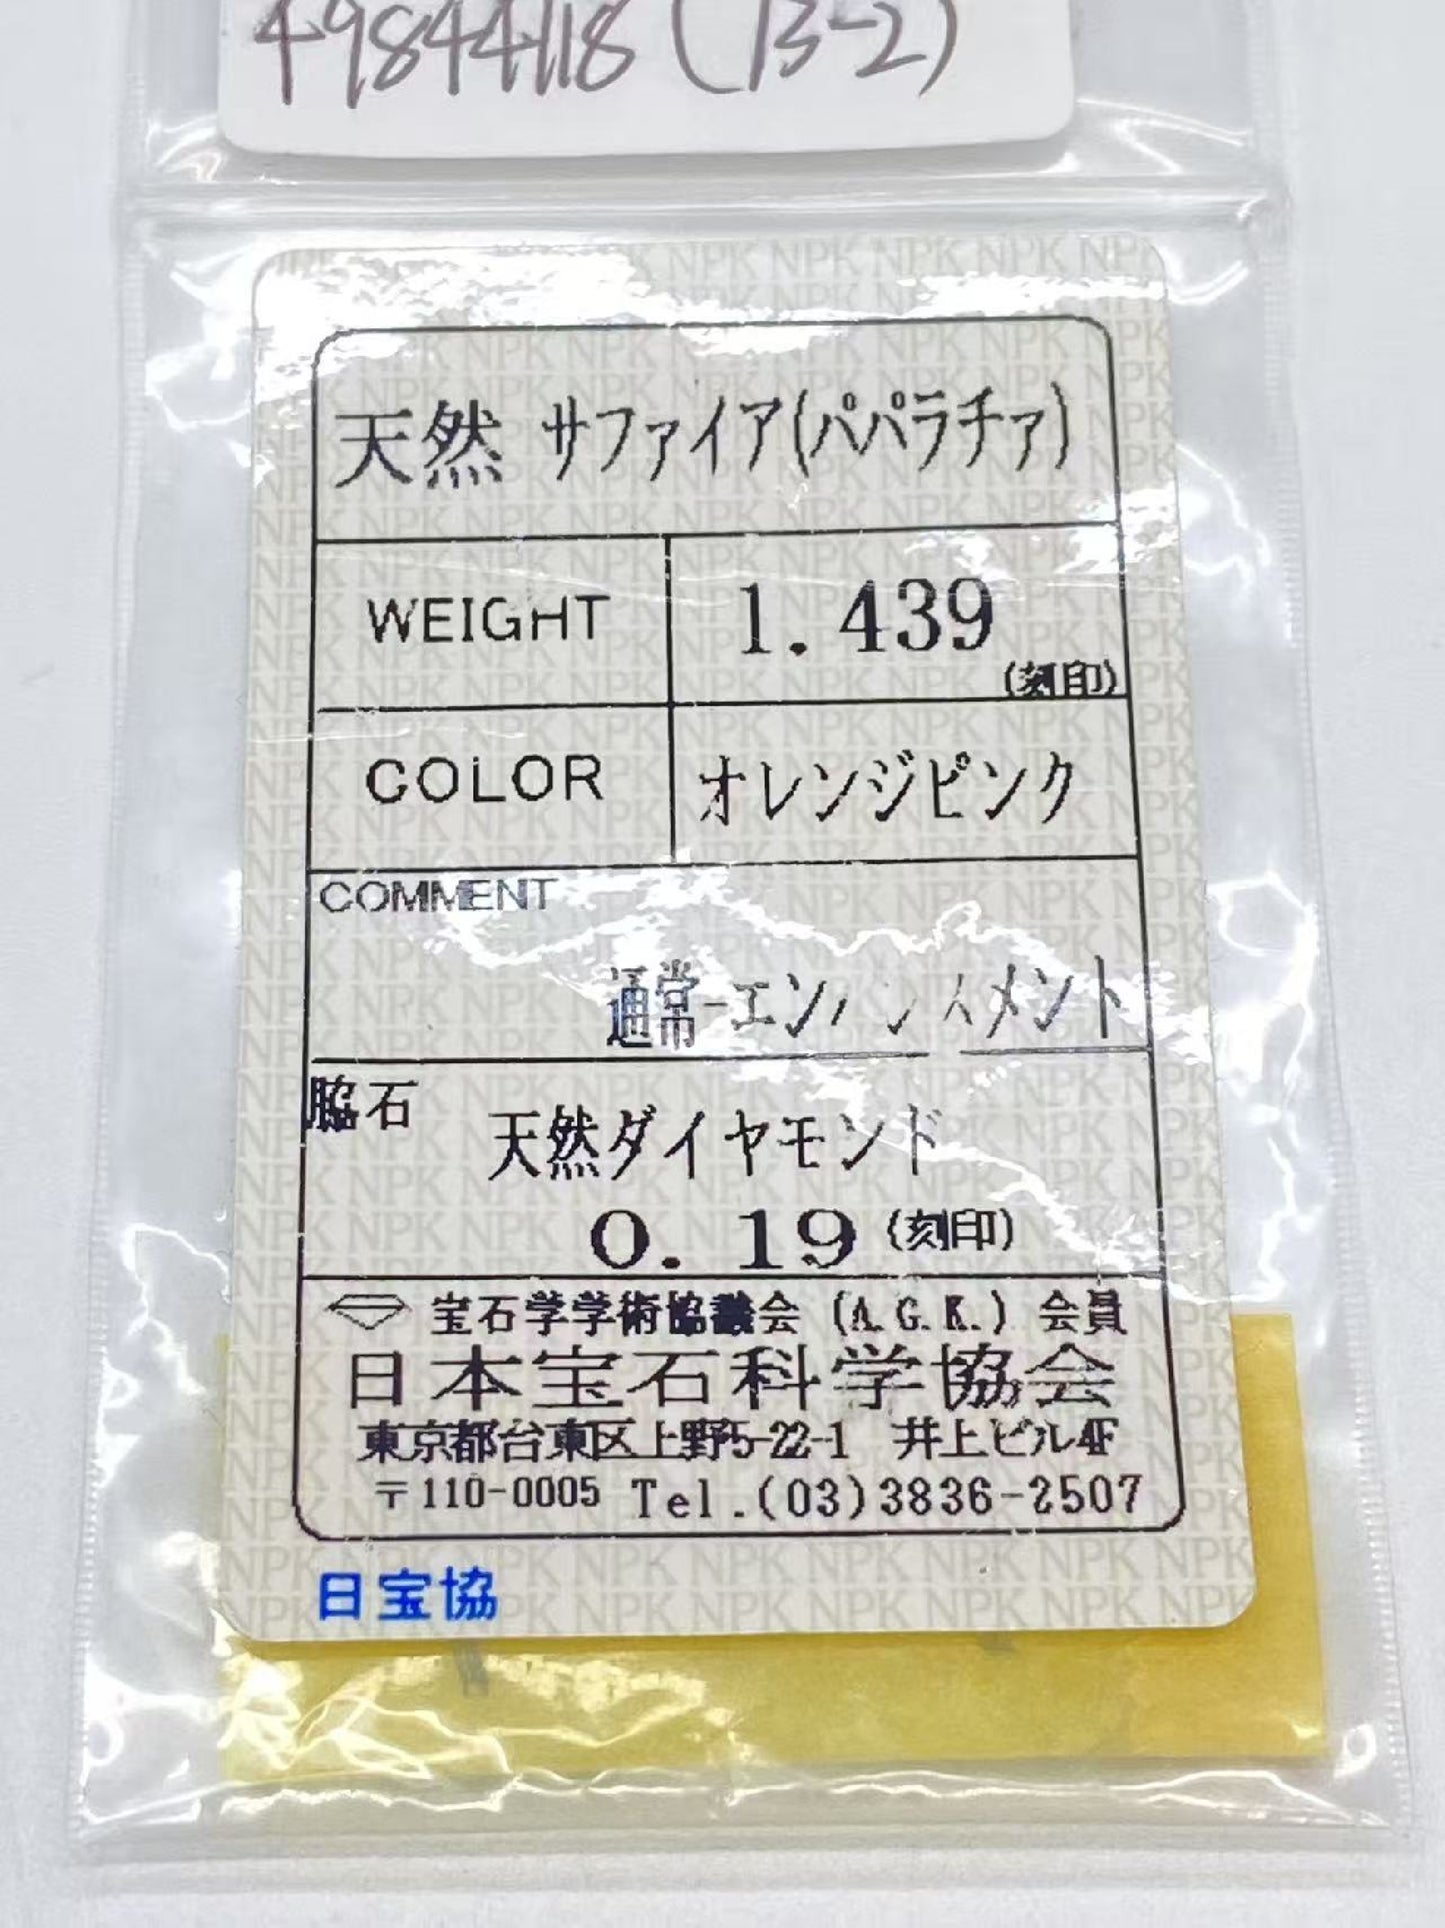 49844118 (13-2)
天然 サファイア(パパラチア)
WEIGHT 1.439
(刻印)
COLOR オレンジピンク
COMMENT
通常-エンハンスメント
脇石
天然ダイヤモンド
0.19 (刻印)
宝石学学術協議会 (A.G.K.) 会員
日本宝石科学協会
東京都台東区上野5-22-1 井上ビル4F
〒110-0005 Tel.(03)3836-2507
日宝協